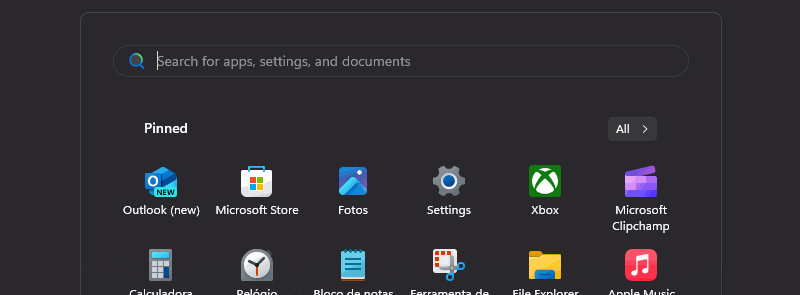 Search for apps, settings, and documents
Pinned
All
NEW
Outlook (new) Microsoft Store Fotos Settings Xbox Microsoft Clipchamp
Calculadora Relógio Bloco de notas Ferramenta de File Explorer Apple Music